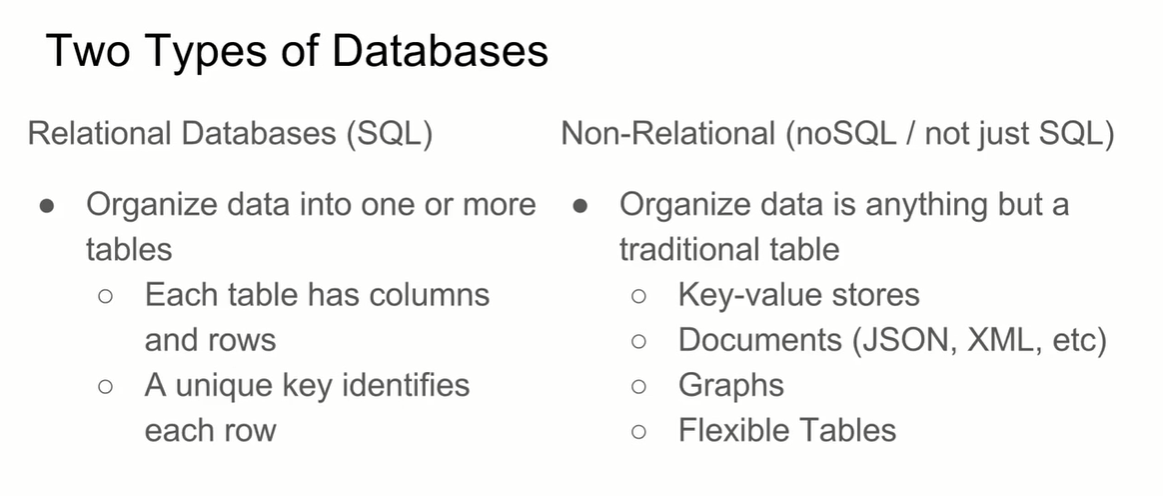 Two Types of Databases
Relational Databases (SQL)
● Organize data into one or more
tables
○ Each table has columns
and rows
○ A unique key identifies
each row
Non-Relational (noSQL / not just SQL)
● Organize data is anything but a
traditional table
○ Key-value stores
○ Documents (JSON, XML, etc)
○ Graphs
○ Flexible Tables